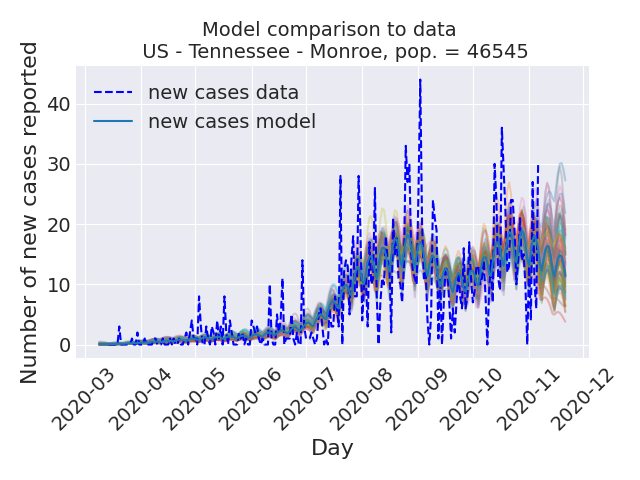 Model comparison to data
US - Tennessee - Monroe, pop. = 46545
Number of new cases reported
40
30
20
10
0
new cases data
new cases model
2020-03
2020-04
2020-05
2020-06
2020-07
2020-08
2020-09
2020-10
2020-11
2020-12
Day